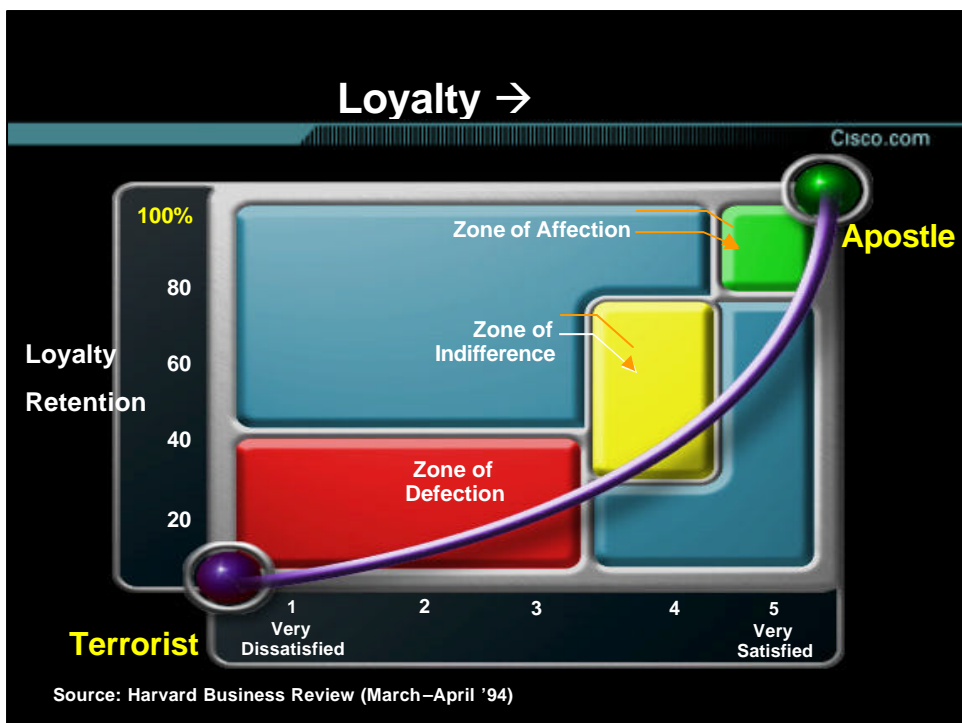 Loyalty →
Cisco.com
100%
Zone of Affection
Apostle
80
Zone of
Indifference
Loyalty
Retention
60
40
Zone of
Defection
20
1
2
3
4
5
Very
Dissatisfied
Very
Satisfied
Terrorist
Source: Harvard Business Review (March–April '94)